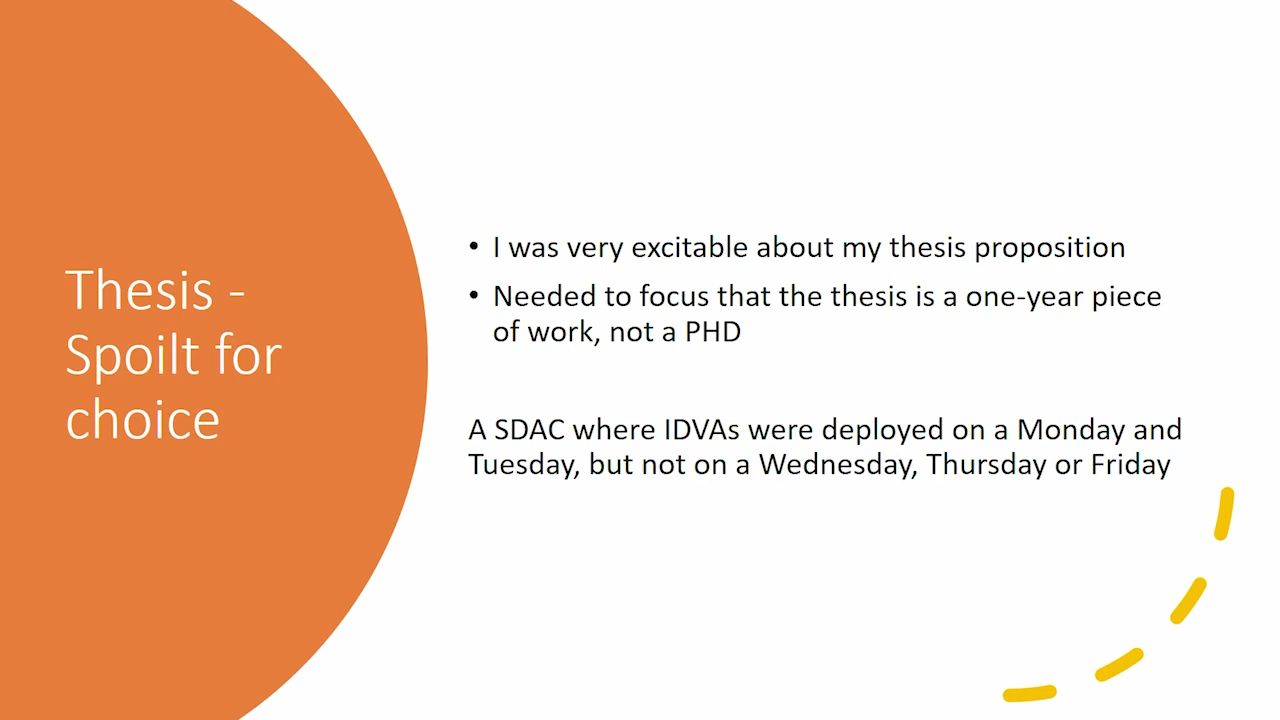 Thesis -
Spoilt for
choice
• I was very excitable about my thesis proposition
• Needed to focus that the thesis is a one-year piece
of work, not a PHD
A SDAC where IDVAs were deployed on a Monday and
Tuesday, but not on a Wednesday, Thursday or Friday